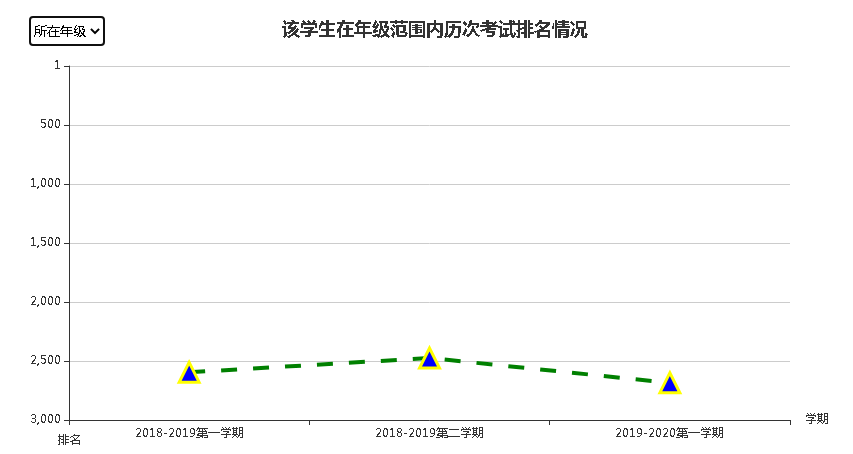 所在年级
该学生在年级范围内历次考试排名情况
1
500
1,000
1,500
2,000
2,500
3,000
排名
2018-2019第一学期
2018-2019第二学期
2019-2020第一学期
学期